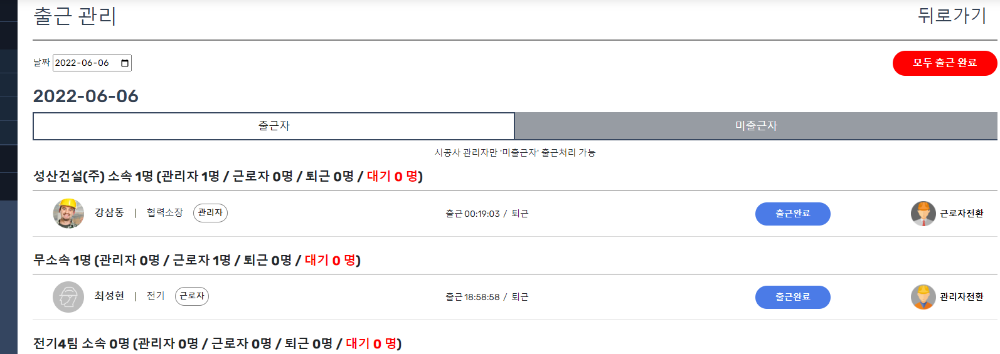 출근 관리 뒤로가기
날짜 2022-06-06 모두 출근 완료
2022-06-06
출근자 미출근자
시공사 관리자만 '미출근자' 출근처리 가능
성산건설(주) 소속 1명 (관리자 1명 / 근로자 0명 / 퇴근 0명 / 대기 0 명)
강삼동 | 협력소장 관리자 출근 00:19:03 / 퇴근 출근완료 근로자전환
무소속 1명 (관리자 0명 / 근로자 1명 / 퇴근 0명 / 대기 0 명)
최성현 | 전기 근로자 출근 18:58:58 / 퇴근 출근완료 관리자전환
전기4팀 소속 0명 (관리자 0명 / 근로자 0명 / 퇴근 0명 / 대기 0 명)